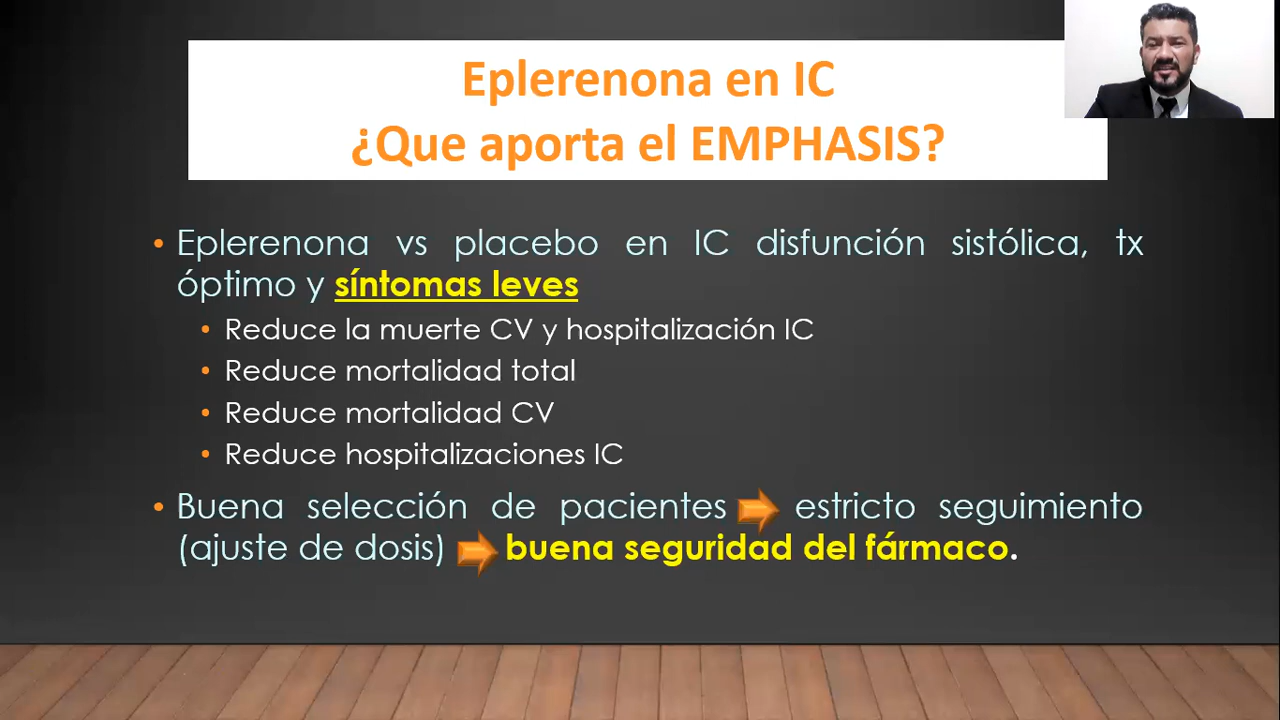 Eplerenona en IC
¿Que aporta el EMPHASIS?
• Eplerenona vs placebo en IC disfunción sistólica, tx
óptimo y síntomas leves
• Reduce la muerte CV y hospitalización IC
• Reduce mortalidad total
• Reduce mortalidad CV
• Reduce hospitalizaciones IC
• Buena selección de pacientes estricto seguimiento
(ajuste de dosis) buena seguridad del fármaco.